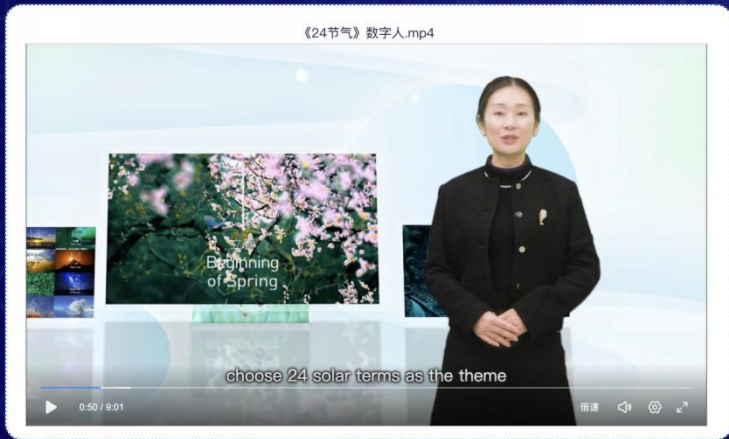 《24节气》数字人.mp4
Beginning
of Spring
choose 24 solar terms as the theme
0:50 / 9:01
倍速